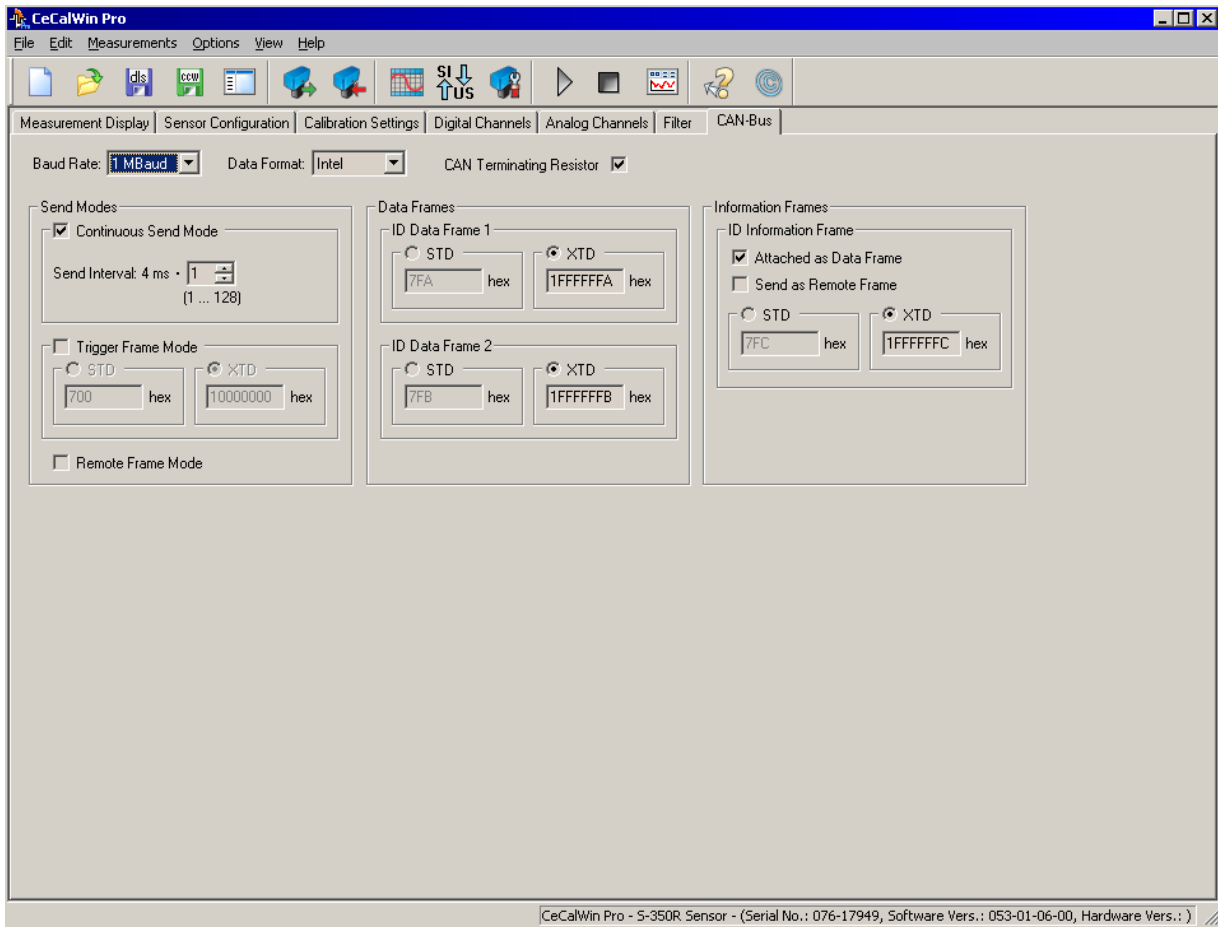 CeCalWin Pro
File Edit Measurements Options View Help
dls ccw SI US
Measurement Display Sensor Configuration Calibration Settings Digital Channels Analog Channels Filter CAN-Bus
Baud Rate: 1 MBaud Data Format: Intel CAN Terminating Resistor
Send Modes Data Frames Information Frames
Continuous Send Mode ID Data Frame 1 ID Information Frame
STD XTD Attached as Data Frame
Send Interval: 4 ms • 1 7FA hex 1FFFFFFA hex Send as Remote Frame
(1 ... 128) STD XTD
Trigger Frame Mode ID Data Frame 2 7FC hex 1FFFFFFC hex
STD XTD STD XTD
700 hex 10000000 hex 7FB hex 1FFFFFFB hex
Remote Frame Mode
CeCalWin Pro - S-350R Sensor - (Serial No.: 076-17949, Software Vers.: 053-01-06-00, Hardware Vers.: )